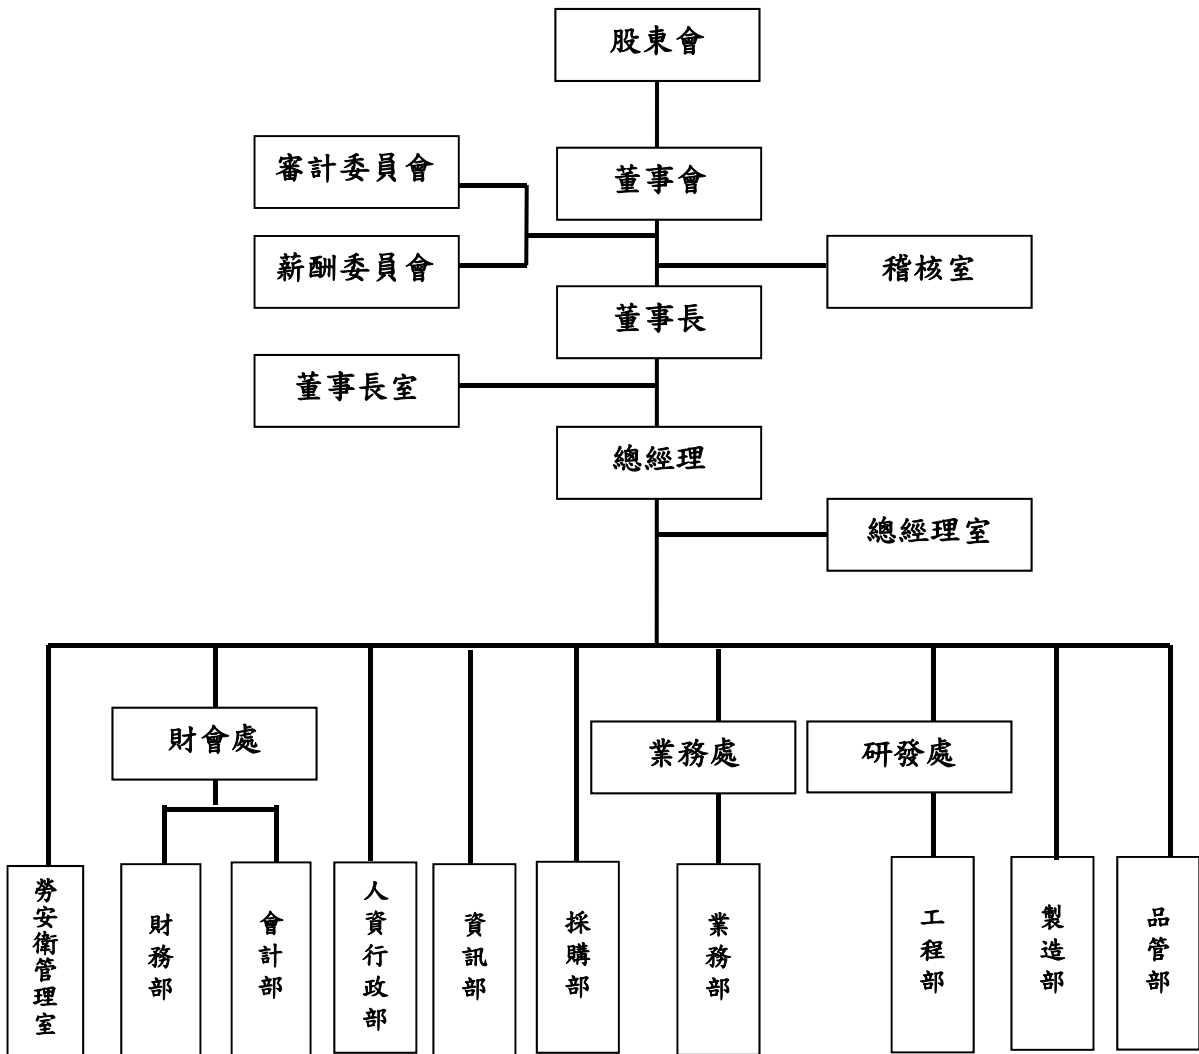 股東會
審計委員會
董事會
薪酬委員會
稽核室
董事長
董事長室
總經理
總經理室
財會處
業務處
研發處
勞安衛管理室
財務部
會計部
人資行政部
資訊部
採購部
業務部
工程部
製造部
品管部